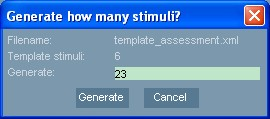 Generate how many stimuli?
Filename: template_assessment.xml
Template stimuli: 6
Generate: 23
Generate Cancel